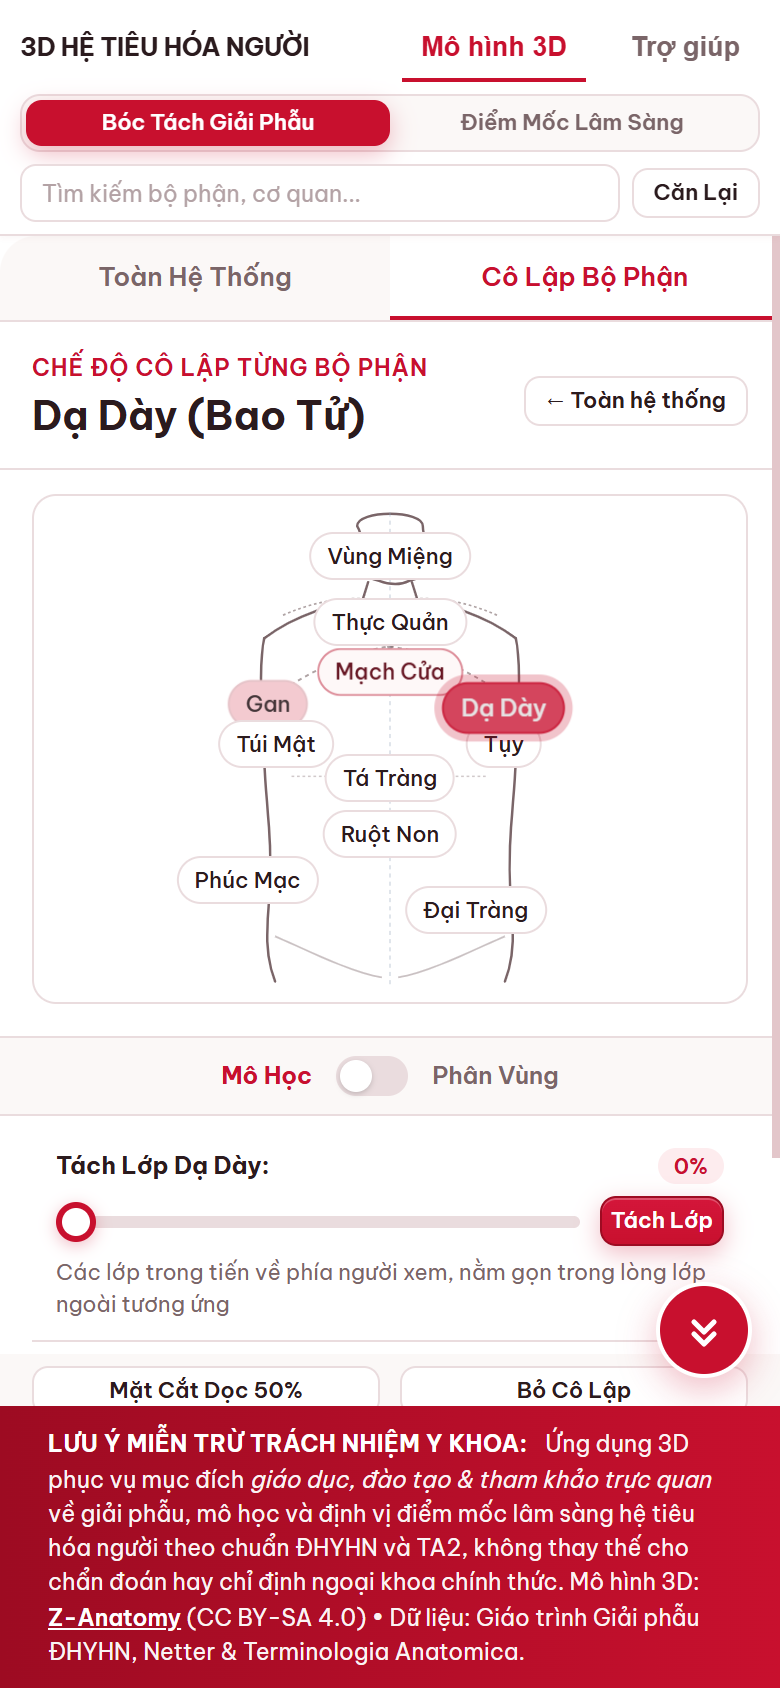 3D HỆ TIÊU HÓA NGƯỜI
Mô hình 3D
Trợ giúp
Bóc Tách Giải Phẫu
Điểm Mốc Lâm Sàng
Tìm kiếm bộ phận, cơ quan...
Căn Lại
Toàn Hệ Thống
Cô Lập Bộ Phận
CHẾ ĐỘ CÔ LẬP TỪNG BỘ PHẬN
Dạ Dày (Bao Tử)
← Toàn hệ thống
Vùng Miệng
Thực Quản
Mạch Cửa
Gan
Dạ Dày
Túi Mật
Tụy
Tá Tràng
Ruột Non
Phúc Mạc
Đại Tràng
Mô Học
Phân Vùng
Tách Lớp Dạ Dày:
0%
Tách Lớp
Các lớp trong tiến về phía người xem, nằm gọn trong lòng lớp
ngoài tương ứng
Mặt Cắt Dọc 50%
Bỏ Cô Lập
LƯU Ý MIỄN TRỪ TRÁCH NHIỆM Y KHOA: Ứng dụng 3D
phục vụ mục đích giáo dục, đào tạo & tham khảo trực quan
về giải phẫu, mô học và định vị điểm mốc lâm sàng hệ tiêu
hóa người theo chuẩn ĐHYHN và TA2, không thay thế cho
chẩn đoán hay chỉ định ngoại khoa chính thức. Mô hình 3D:
Z-Anatomy (CC BY-SA 4.0) • Dữ liệu: Giáo trình Giải phẫu
ĐHYHN, Netter & Terminologia Anatomica.